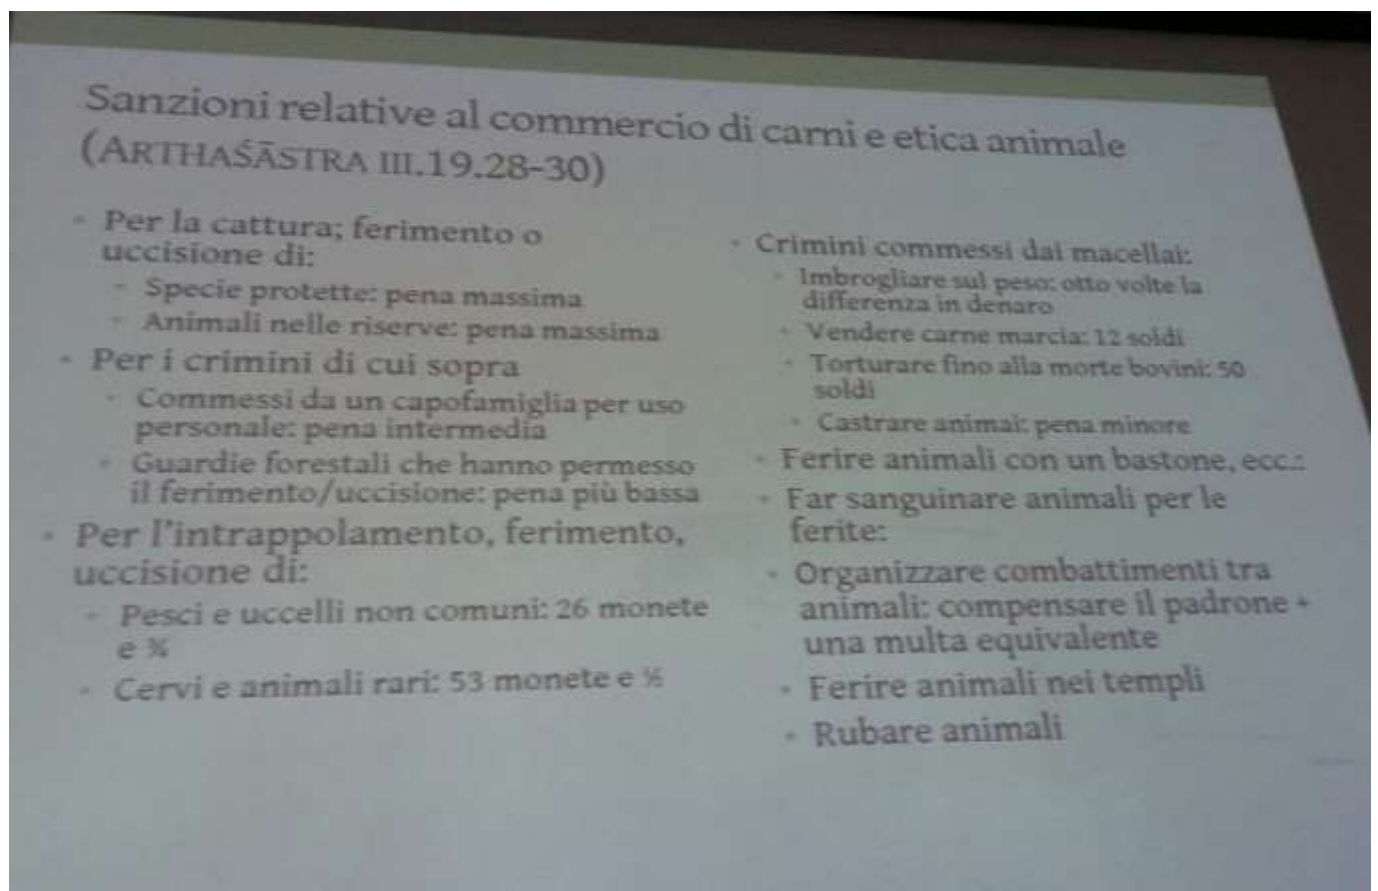 Sanzioni relative al commercio di carni e etica animale
(ARTHAŚĀSTRA III.19.28-30)
Per la cattura; ferimento o
uccisione di:
Specie protette: pena massima
Animali nelle riserve: pena massima
Per i crimini di cui sopra
Commessi da un capofamiglia per uso
personale: pena intermedia
Guardie forestali che hanno permesso
il ferimento/uccisione: pena più bassa
Per l'intrappolamento, ferimento,
uccisione di:
Pesci e uccelli non comuni: 26 monete
e
Cervi e animali rari: 53 monete e
Crimini commessi dai macellai:
Imbrogliare sul peso: otto volte la
differenza in denaro
Vendere carne marcia: 12 soldi
Torturare fino alla morte bovini: 50
soldi
Castrare animai: pena minore
Ferire animali con un bastone, ecc.:
Far sanguinare animali per le
ferite:
Organizzare combattimenti tra
animali: compensare il padrone +
una multa equivalente
Ferire animali nei templi
Rubare animali